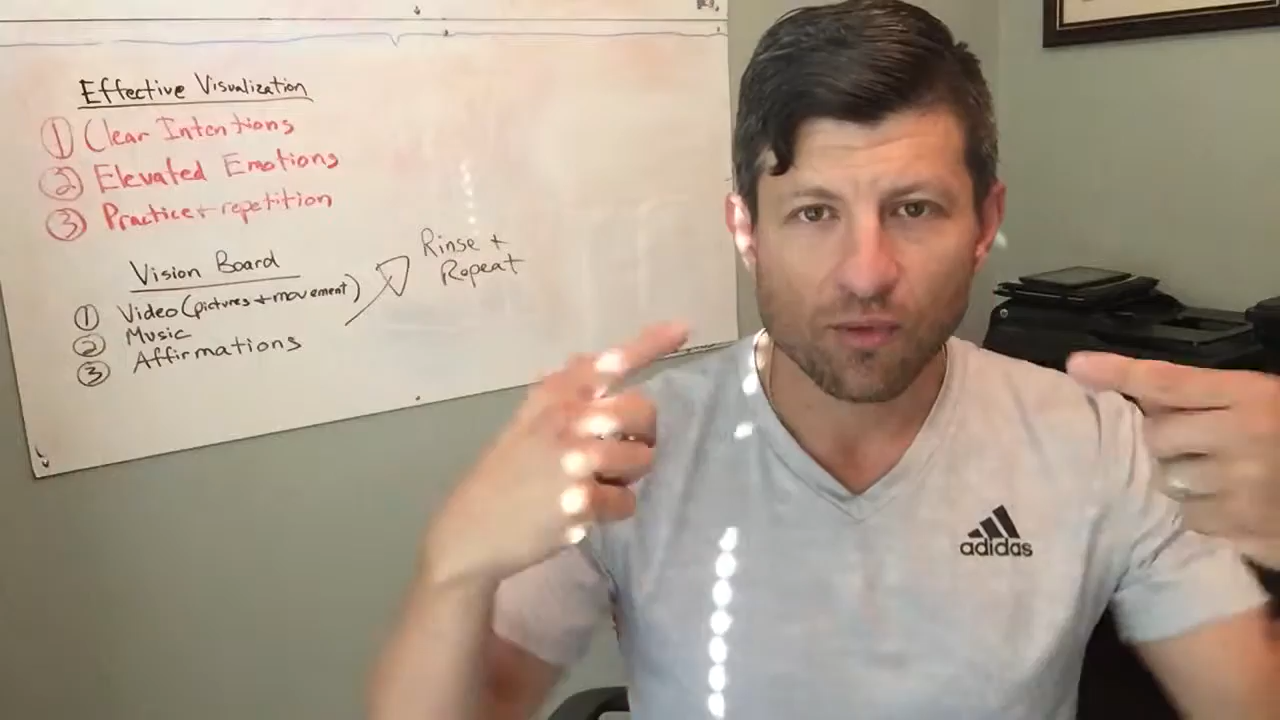 Effective Visualization
① Clear Intentions
② Elevated Emotions
③ Practice + repetition
Vision Board
① Video (pictures + movement)
② Music
③ Affirmations
Rinse +
Repeat
adidas